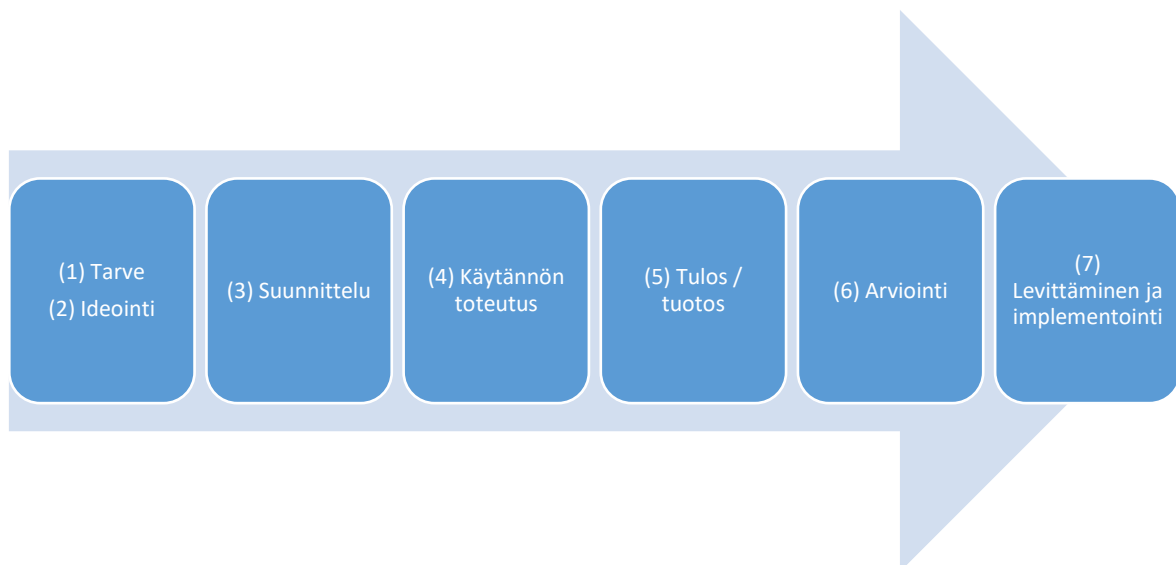 (1) Tarve
(2) Ideointi
(3) Suunnittelu
(4) Käytännön
toteutus
(5) Tulos /
tuotos
(6) Arviointi
(7)
Levittäminen ja
implementointi